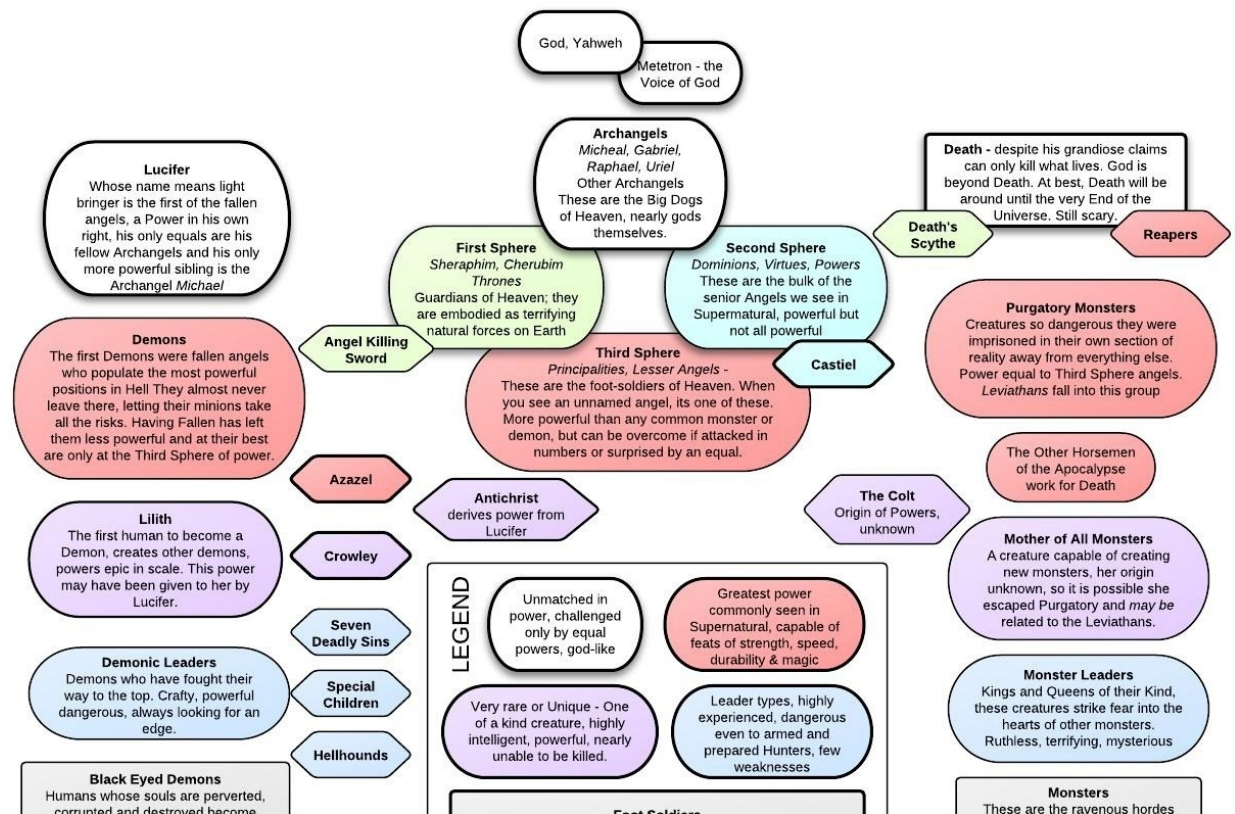 God, Yahweh
Metetron - the
Voice of God
Archangels
Micheal, Gabriel,
Raphael, Uriel
Other Archangels
These are the Big Dogs
of Heaven, nearly gods
themselves.
Lucifer
Whose name means light
bringer is the first of the fallen
angels, a Power in his own
right, his only equals are his
fellow Archangels and his only
more powerful sibling is the
Archangel Michael
Death - despite his grandiose claims
can only kill what lives. God is
beyond Death. At best, Death will be
around until the very End of the
Universe. Still scary.
Death's
Scythe
Reapers
First Sphere
Sheraphim, Cherubim
Thrones
Guardians of Heaven; they
are embodied as terrifying
natural forces on Earth
Second Sphere
Dominions, Virtues, Powers
These are the bulk of the
senior Angels we see in
Supernatural, powerful but
not all powerful
Angel Killing
Sword
Third Sphere
Principalities, Lesser Angels -
These are the foot-soldiers of Heaven. When
you see an unnamed angel, its one of these.
More powerful than any common monster or
demon, but can be overcome if attacked in
numbers or surprised by an equal.
Castiel
Demons
The first Demons were fallen angels
who populate the most powerful
positions in Hell They almost never
leave there, letting their minions take
all the risks. Having Fallen has left
them less powerful and at their best
are only at the Third Sphere of power.
Purgatory Monsters
Creatures so dangerous they were
imprisoned in their own section of
reality away from everything else.
Power equal to Third Sphere angels.
Leviathans fall into this group
The Other Horsemen
of the Apocalypse
work for Death
Azazel
Antichrist
derives power from
Lucifer
The Colt
Origin of Powers,
unknown
Lilith
The first human to become a
Demon, creates other demons,
powers epic in scale. This power
may have been given to her by
Lucifer.
Crowley
Mother of All Monsters
A creature capable of creating
new monsters, her origin
unknown, so it is possible she
escaped Purgatory and may be
related to the Leviathans.
Seven
Deadly Sins
Demonic Leaders
Demons who have fought their
way to the top. Crafty, powerful
dangerous, always looking for an
edge.
Special
Children
Hellhounds
Monster Leaders
Kings and Queens of their Kind,
these creatures strike fear into the
hearts of other monsters.
Ruthless, terrifying, mysterious
LEGEND
Unmatched in
power, challenged
only by equal
powers, god-like
Greatest power
commonly seen in
Supernatural, capable of
feats of strength, speed,
durability & magic
Very rare or Unique - One
of a kind creature, highly
intelligent, powerful, nearly
unable to be killed.
Leader types, highly
experienced, dangerous
even to armed and
prepared Hunters, few
weaknesses
Foot Soldiers
Black Eyed Demons
Humans whose souls are perverted,
corrupted and destroyed become
Monsters
These are the ravenous hordes